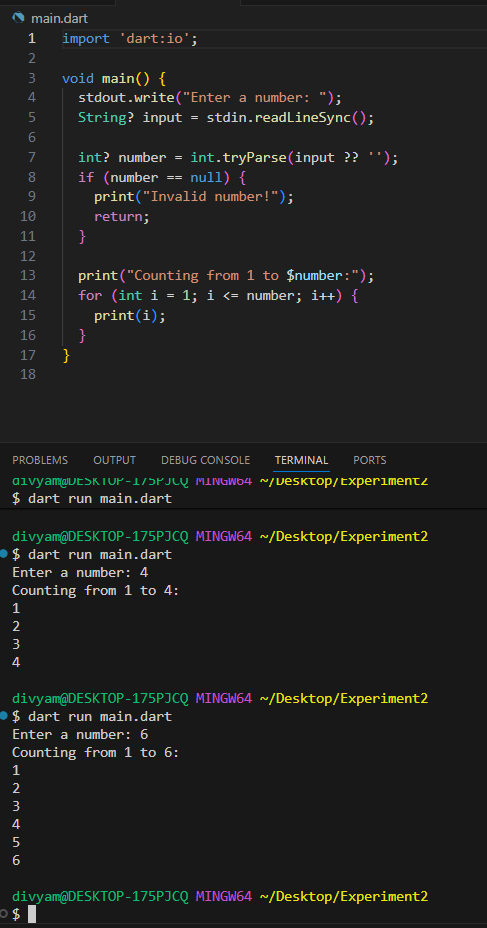 main.dart
1 import 'dart:io';
2
3 void main() {
4 stdout.write("Enter a number: ");
5 String? input = stdin.readLineSync();
6
7 int? number = int.tryParse(input ?? '');
8 if (number == null) {
9 print("Invalid number!");
10 return;
11 }
12
13 print("Counting from 1 to $number:");
14 for (int i = 1; i <= number; i++) {
15 print(i);
16 }
17 }
18
PROBLEMS OUTPUT DEBUG CONSOLE TERMINAL PORTS
divyam@DESKTOP-175PJCQ MINGW64 ~/Desktop/Experiment2
$ dart run main.dart
divyam@DESKTOP-175PJCQ MINGW64 ~/Desktop/Experiment2
$ dart run main.dart
Enter a number: 4
Counting from 1 to 4:
1
2
3
4
divyam@DESKTOP-175PJCQ MINGW64 ~/Desktop/Experiment2
$ dart run main.dart
Enter a number: 6
Counting from 1 to 6:
1
2
3
4
5
6
divyam@DESKTOP-175PJCQ MINGW64 ~/Desktop/Experiment2
$